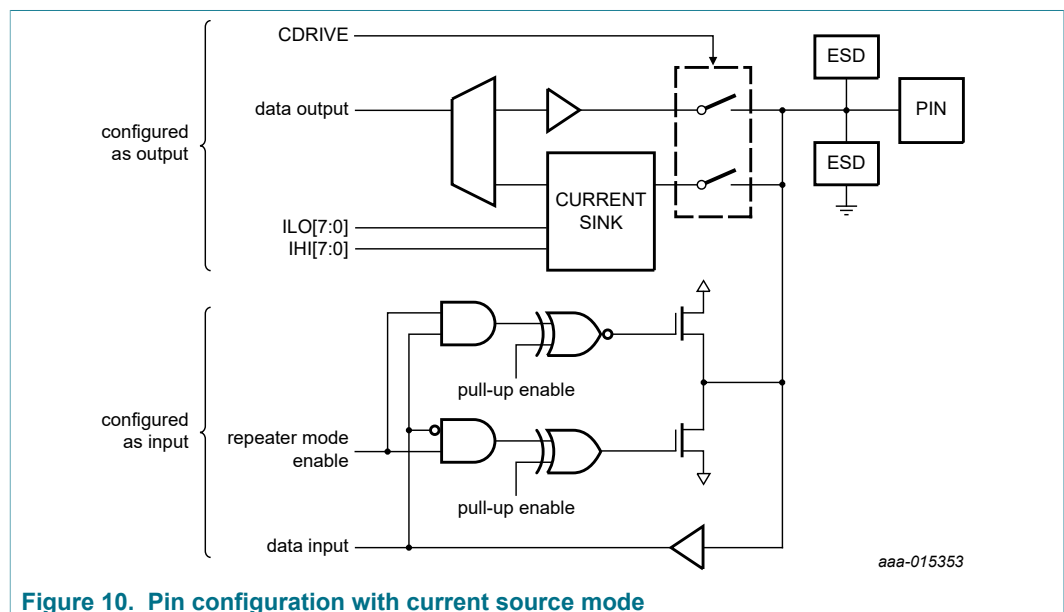 CDRIVE
data output
configured
as output
ILO[7:0]
IHI[7:0]
CURRENT
SINK
ESD
PIN
ESD
configured
as input
pull-up enable
repeater mode
enable
pull-up enable
data input
aaa-015353
Figure 10. Pin configuration with current source mode